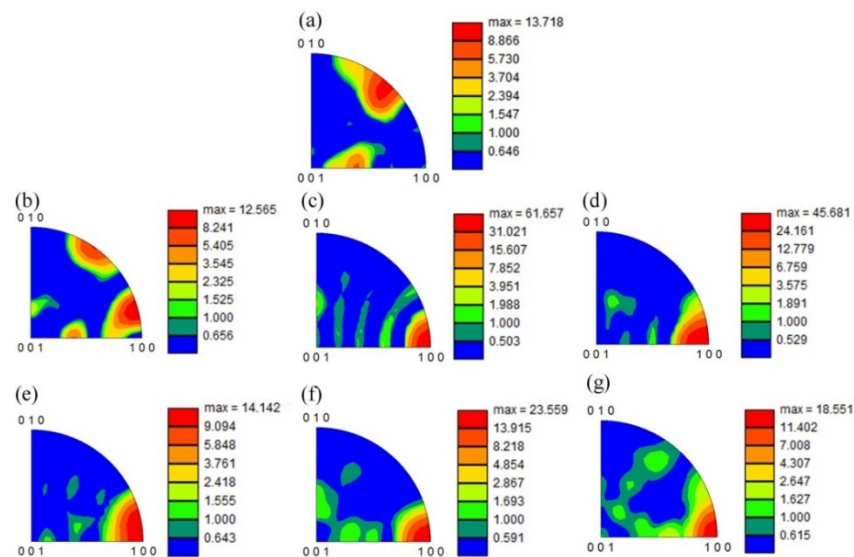 (a)
max = 13.718
8.866
5.730
3.704
2.394
1.547
1.000
0.646
0 1 0
0 0 1
1 0 0
(b)
max = 12.565
8.241
5.405
3.545
2.325
1.525
1.000
0.656
0 1 0
0 0 1
1 0 0
(c)
max = 61.657
31.021
15.607
7.852
3.951
1.988
1.000
0.503
0 1 0
0 0 1
1 0 0
(d)
max = 45.681
24.161
12.779
6.759
3.575
1.891
1.000
0.529
0 1 0
0 0 1
1 0 0
(e)
max = 14.142
9.094
5.848
3.761
2.418
1.555
1.000
0.643
0 1 0
0 0 1
1 0 0
(f)
max = 23.559
13.915
8.218
4.854
2.867
1.693
1.000
0.591
0 1 0
0 0 1
1 0 0
(g)
max = 18.551
11.402
7.008
4.307
2.647
1.627
1.000
0.615
0 1 0
0 0 1
1 0 0